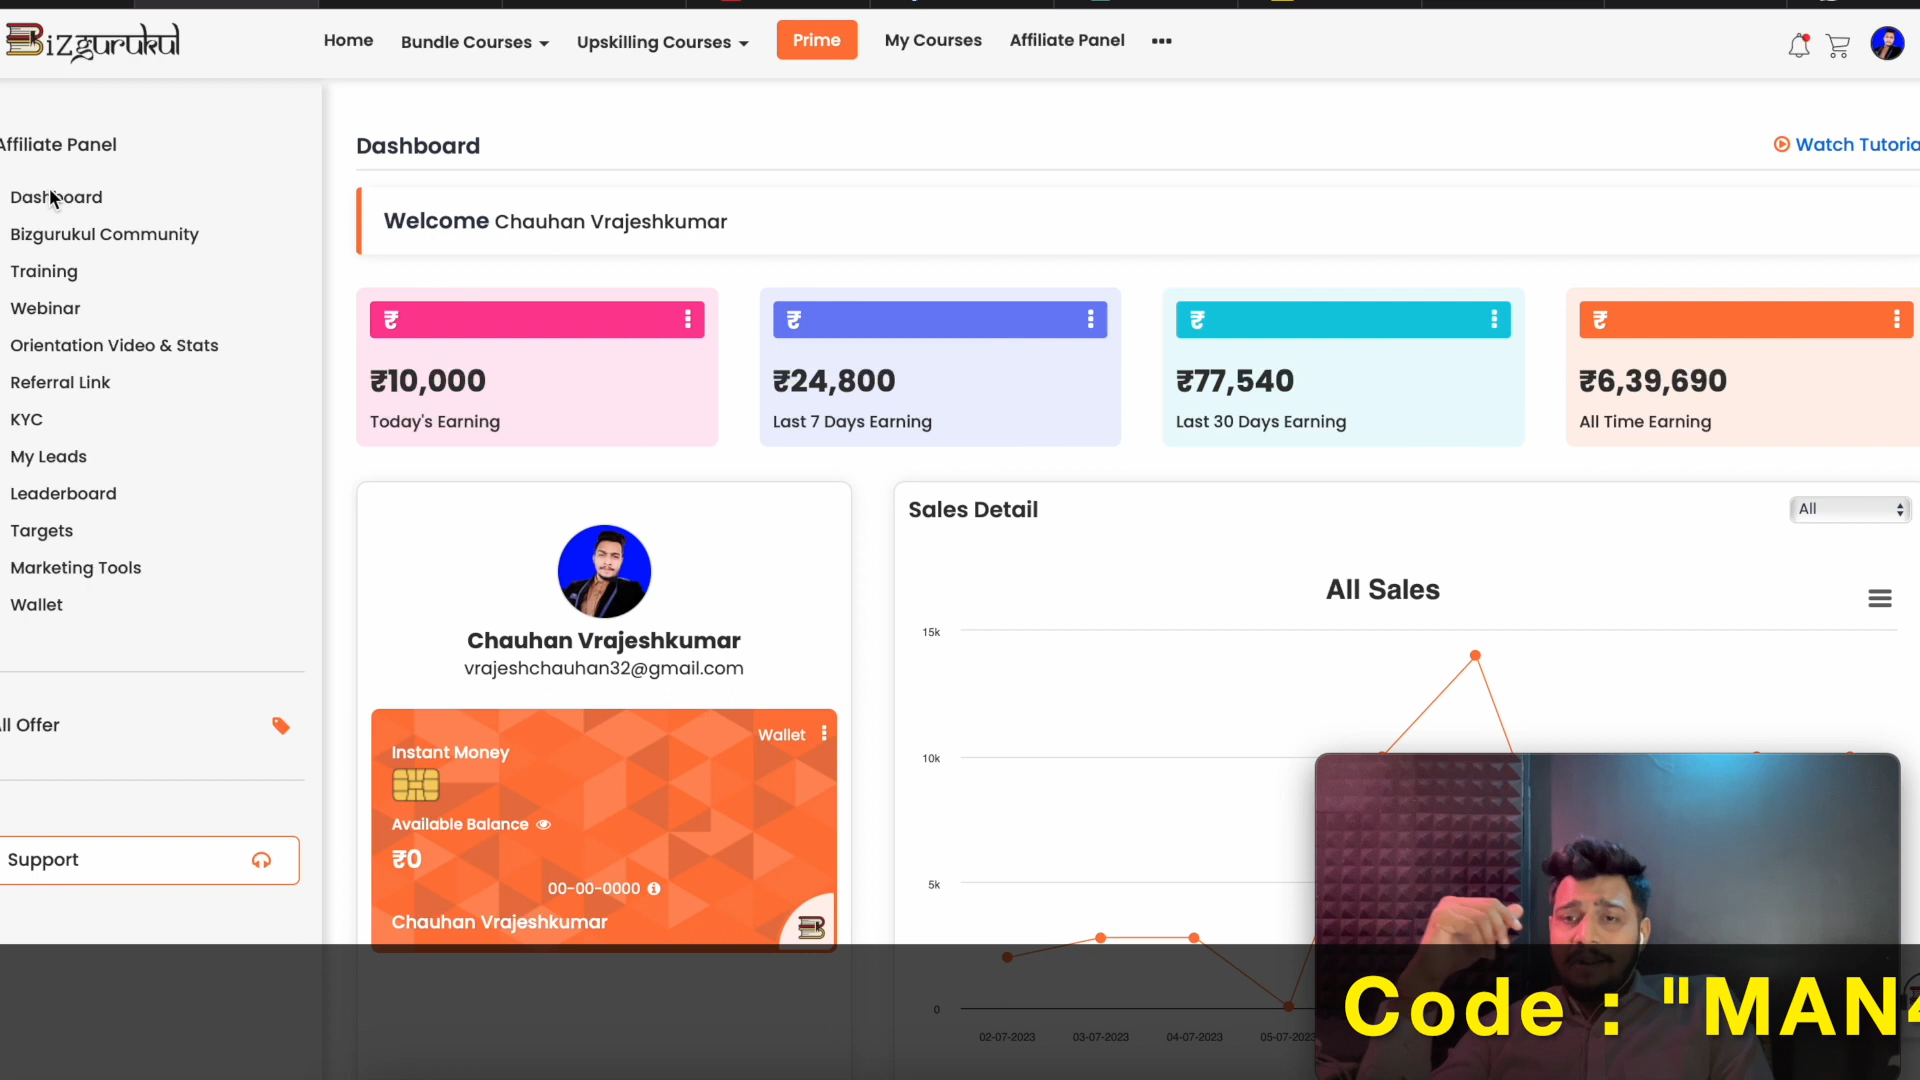 Bizgurukul
Home
Bundle Courses
Upskilling Courses
Prime
My Courses
Affiliate Panel
Affiliate Panel
Dashboard
Bizgurukul Community
Training
Webinar
Orientation Video & Stats
Referral Link
KYC
My Leads
Leaderboard
Targets
Marketing Tools
Wallet
ll Offer
Support
Dashboard
Watch Tutoria
Welcome Chauhan Vrajeshkumar
₹
₹10,000
Today's Earning
₹
₹24,800
Last 7 Days Earning
₹
₹77,540
Last 30 Days Earning
₹
₹6,39,690
All Time Earning
Chauhan Vrajeshkumar
vrajeshchauhan32@gmail.com
Wallet
Instant Money
Available Balance
₹0
00-00-0000
Chauhan Vrajeshkumar
Sales Detail
All
All Sales
15k
10k
5k
0
02-07-2023
03-07-2023
04-07-2023
05-07-2023
Code : "MAN4